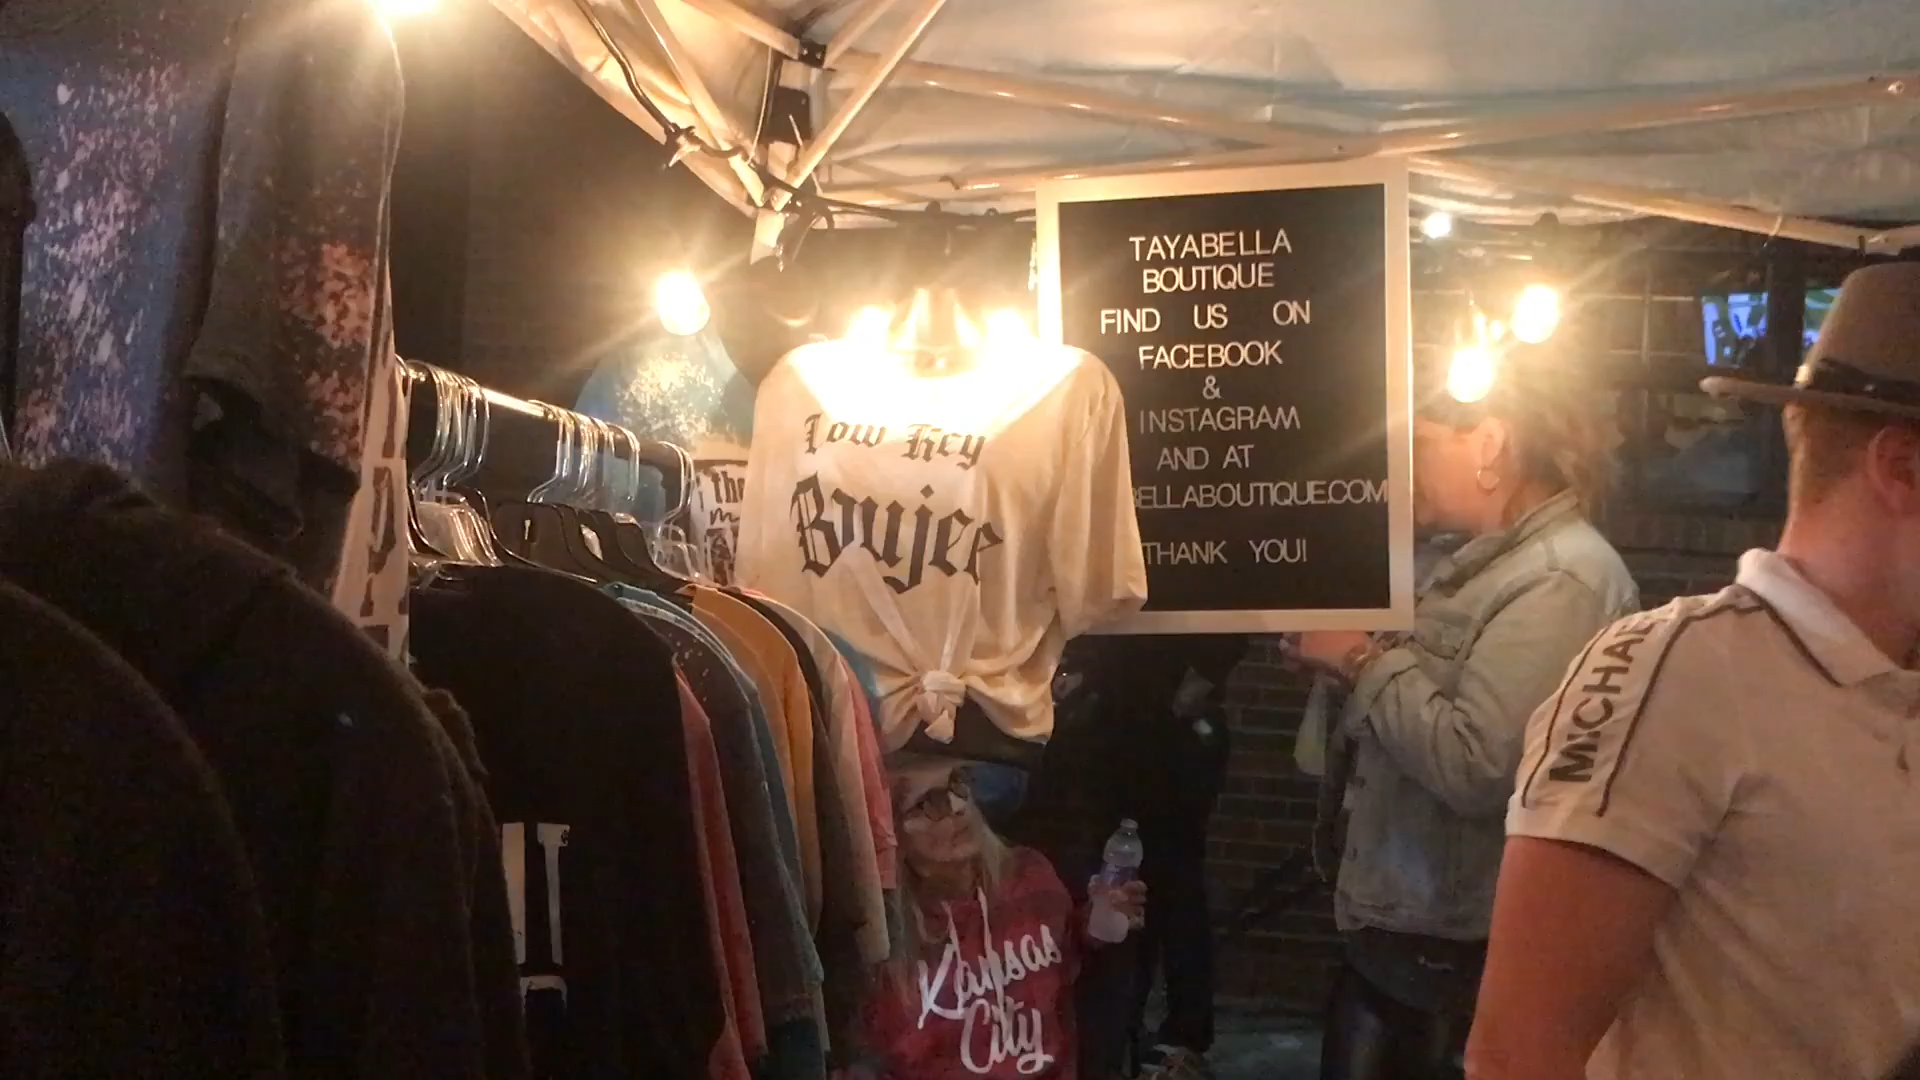 TAYABELLA
BOUTIQUE
FIND US ON
FACEBOOK
&
INSTAGRAM
AND AT
BELLABOUTIQUE.COM
THANK YOU!
Low Key
Boujee
the
m
Kansas
City
MICHAE